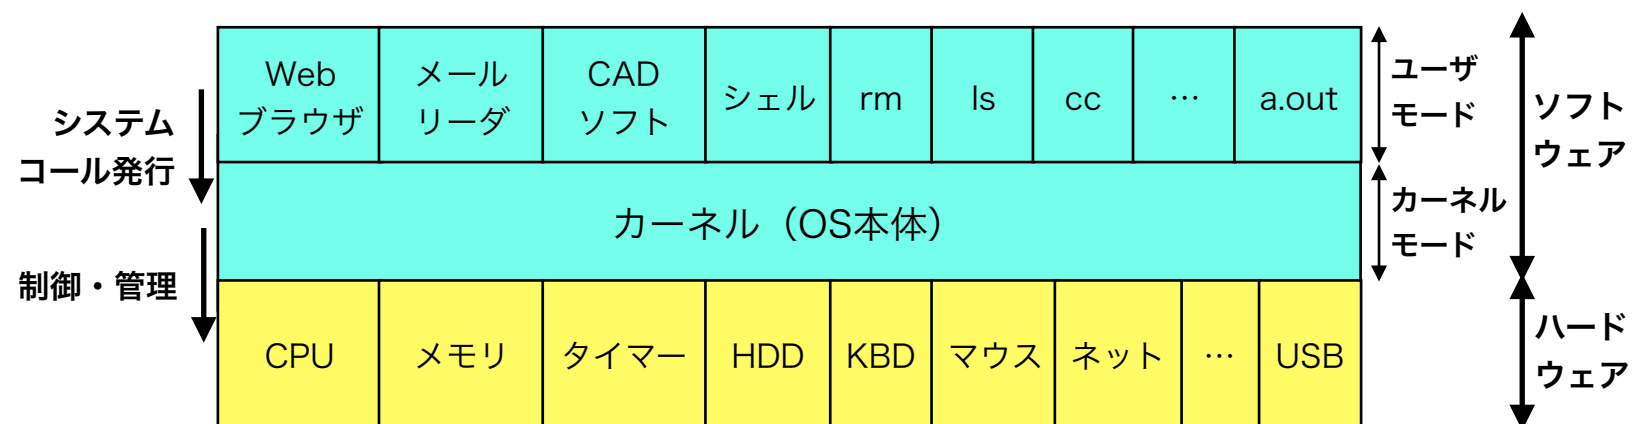 Web
ブラウザ
メール
リーダ
CAD
ソフト
シェル
rm
ls
cc
…
a.out
ユーザ
モード
ソフト
ウェア
システム
コール発行
カーネル（OS本体）
カーネル
モード
制御・管理
CPU
メモリ
タイマー
HDD
KBD
マウス
ネット
…
USB
ハード
ウェア